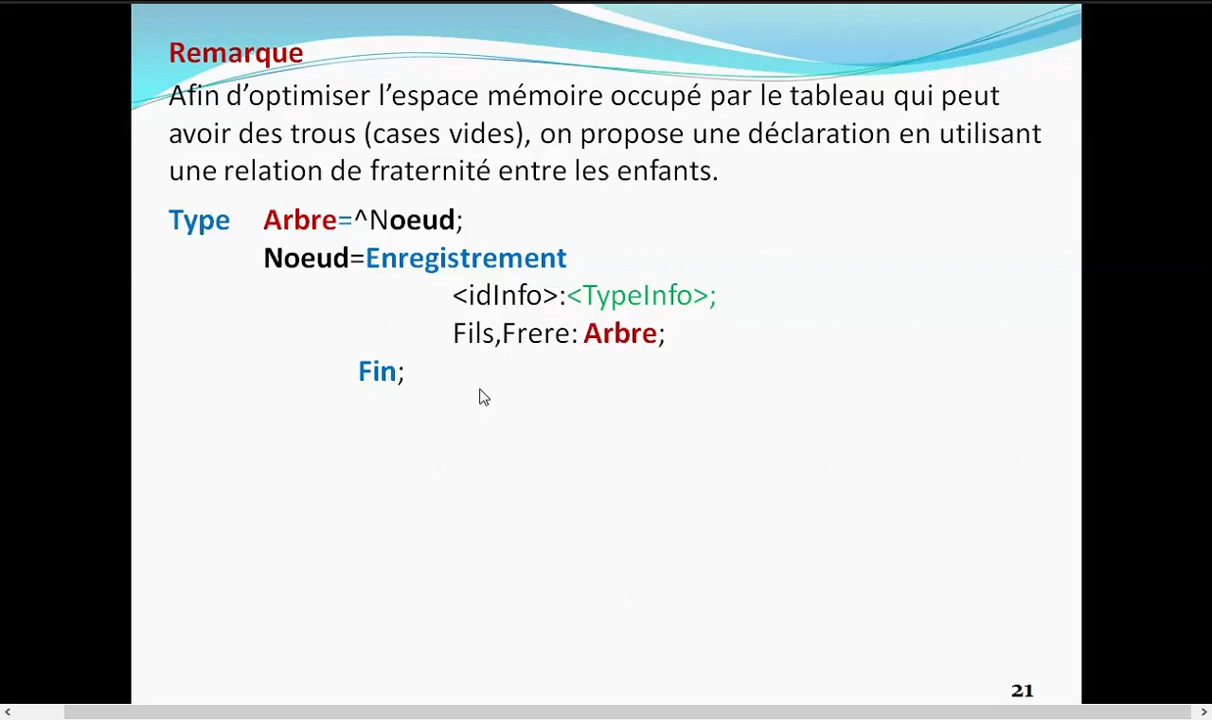 Remarque
Afin d’optimiser l’espace mémoire occupé par le tableau qui peut
avoir des trous (cases vides), on propose une déclaration en utilisant
une relation de fraternité entre les enfants.
Type Arbre=^Noeud;
Noeud=Enregistrement
<idInfo>:<TypeInfo>;
Fils,Frere: Arbre;
Fin;
21